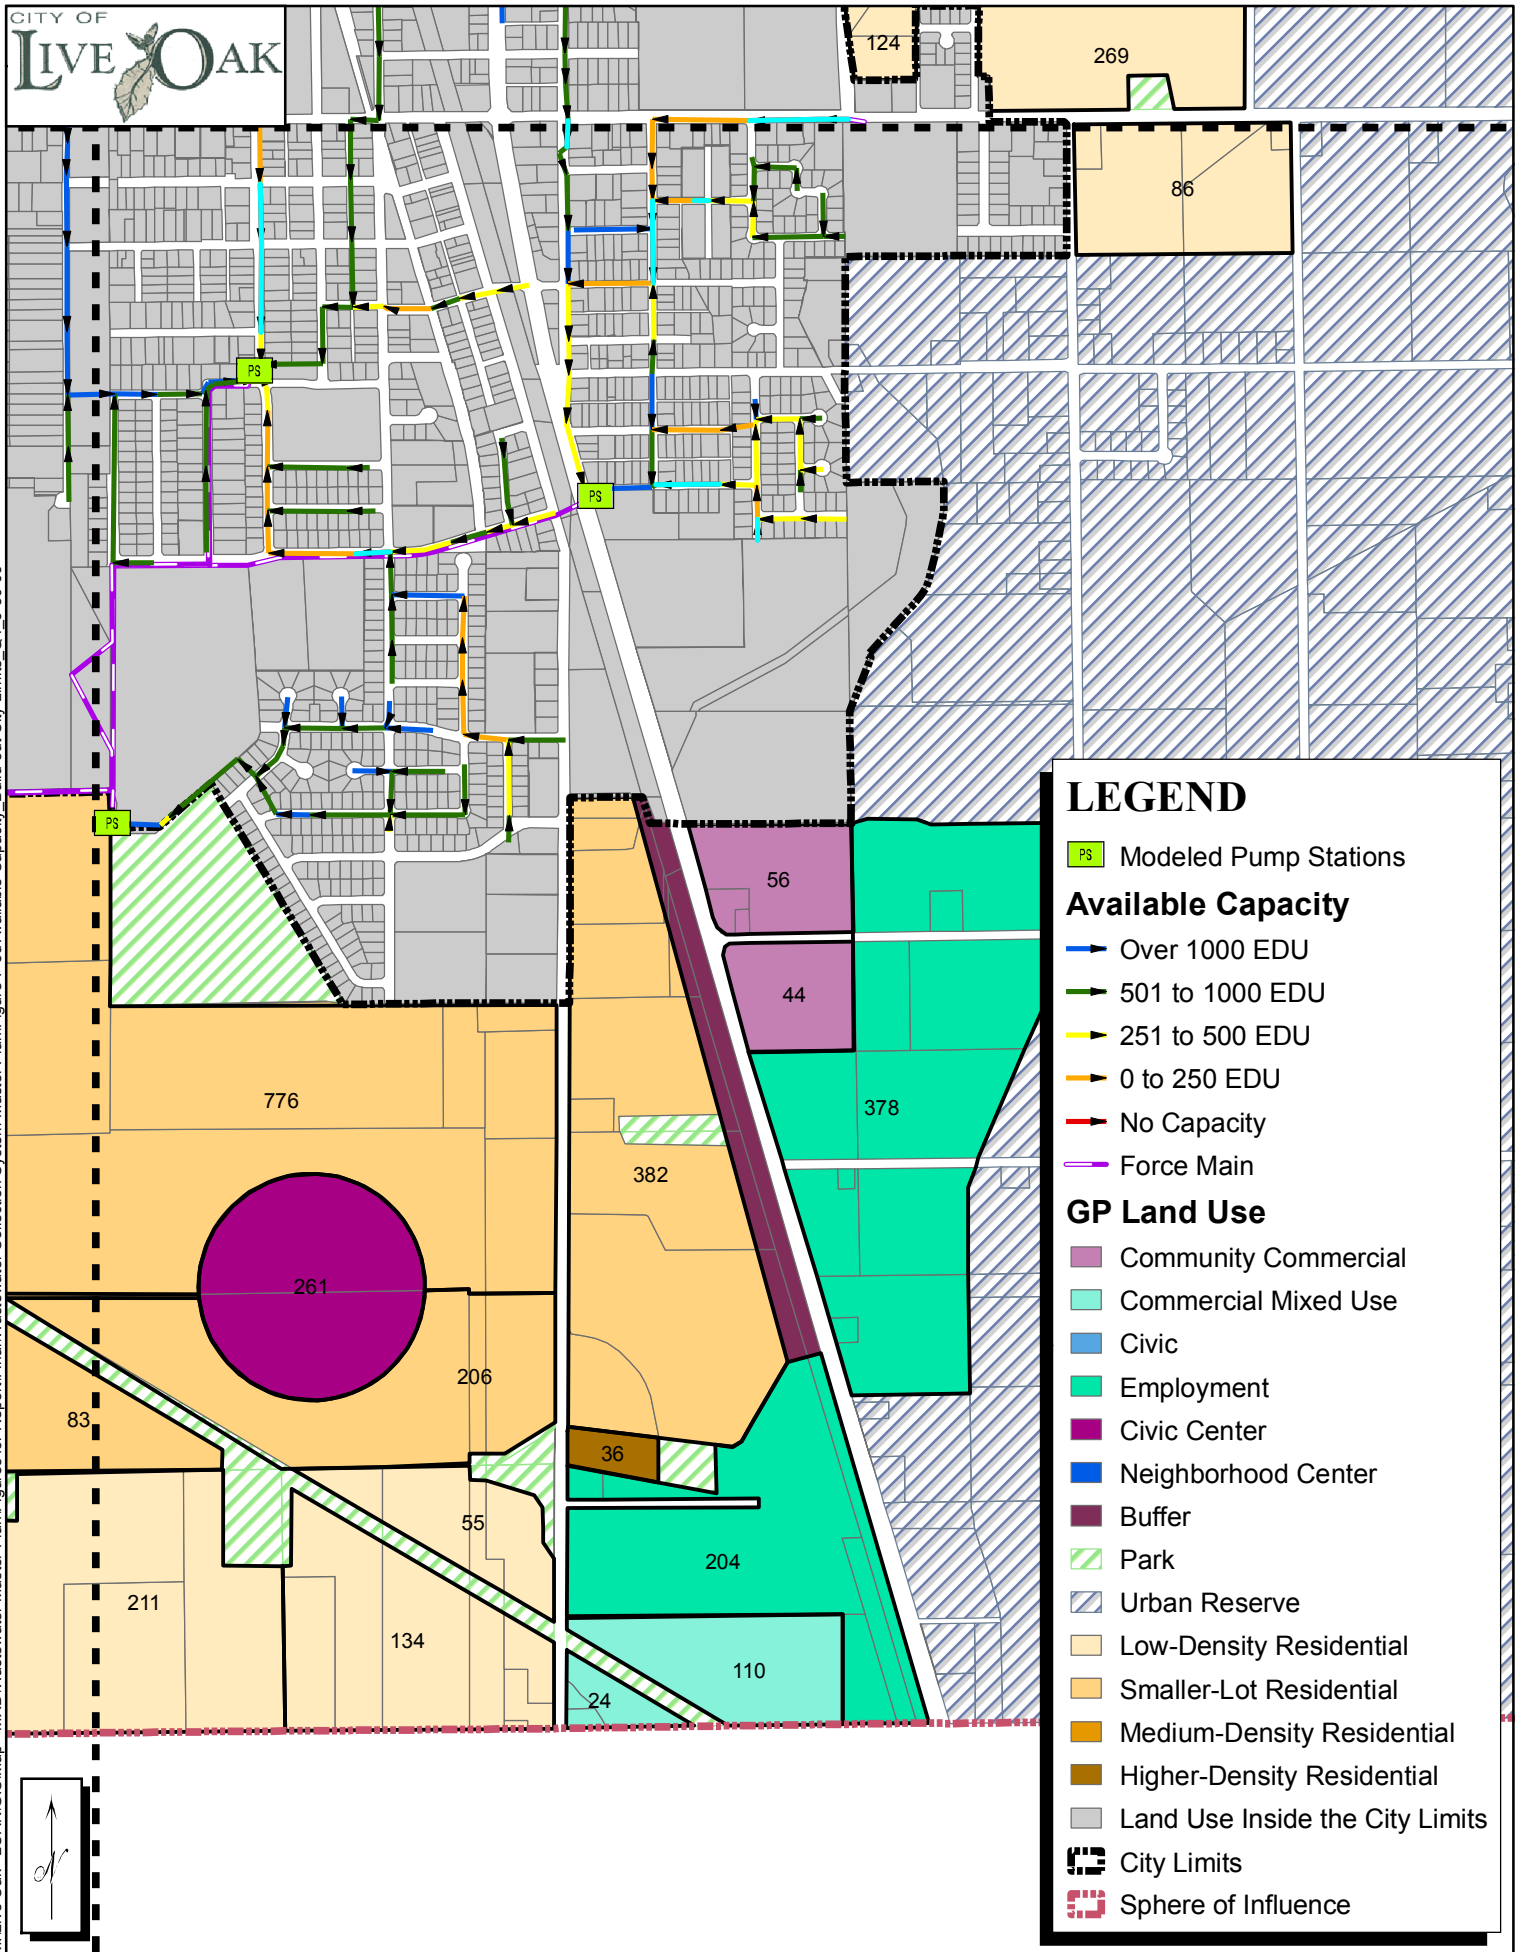 CITY OF
LIVE OAK
124
269
86
PS
PS
PS
56
44
776
378
382
261
206
83
36
55
204
211
134
110
24
N
LEGEND
PS Modeled Pump Stations
Available Capacity
Over 1000 EDU
501 to 1000 EDU
251 to 500 EDU
0 to 250 EDU
No Capacity
Force Main
GP Land Use
Community Commercial
Commercial Mixed Use
Civic
Employment
Civic Center
Neighborhood Center
Buffer
Park
Urban Reserve
Low-Density Residential
Smaller-Lot Residential
Medium-Density Residential
Higher-Density Residential
Land Use Inside the City Limits
City Limits
Sphere of Influence